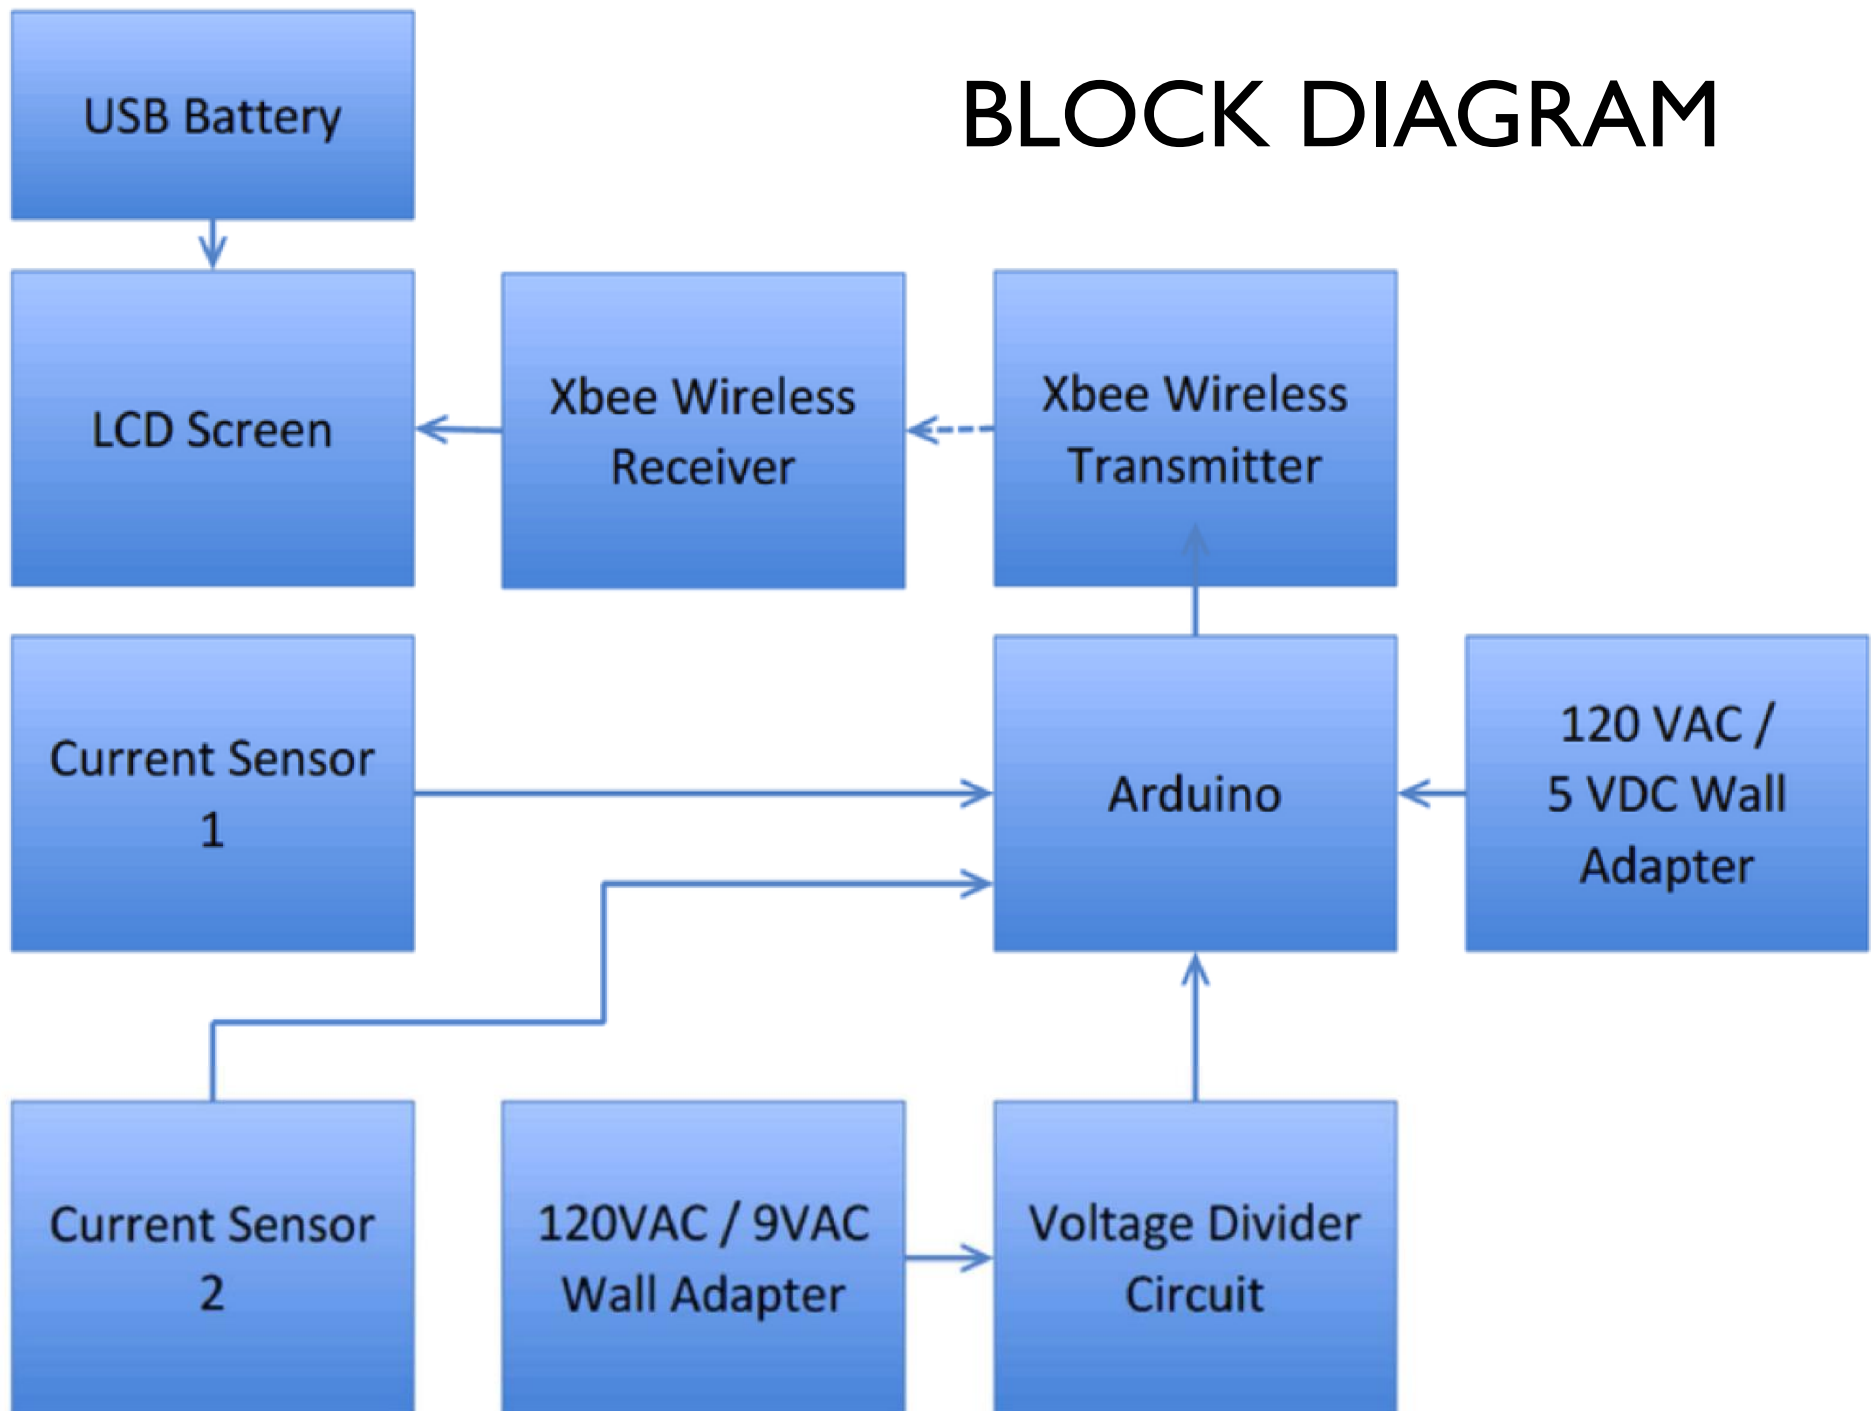 BLOCK DIAGRAM
USB Battery
LCD Screen
Xbee Wireless
Receiver
Xbee Wireless
Transmitter
Current Sensor
1
Arduino
120 VAC /
5 VDC Wall
Adapter
Current Sensor
2
120VAC / 9VAC
Wall Adapter
Voltage Divider
Circuit